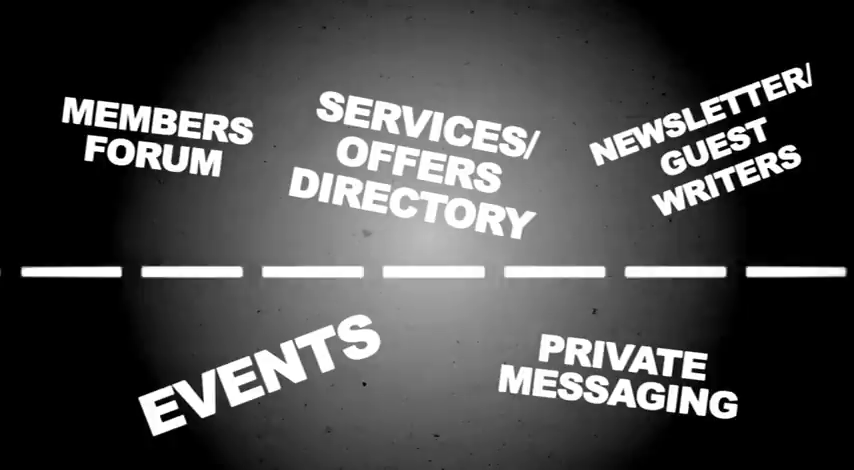 MEMBERS
FORUM
SERVICES/
OFFERS
DIRECTORY
NEWSLETTER/
GUEST
WRITERS
EVENTS
PRIVATE
MESSAGING